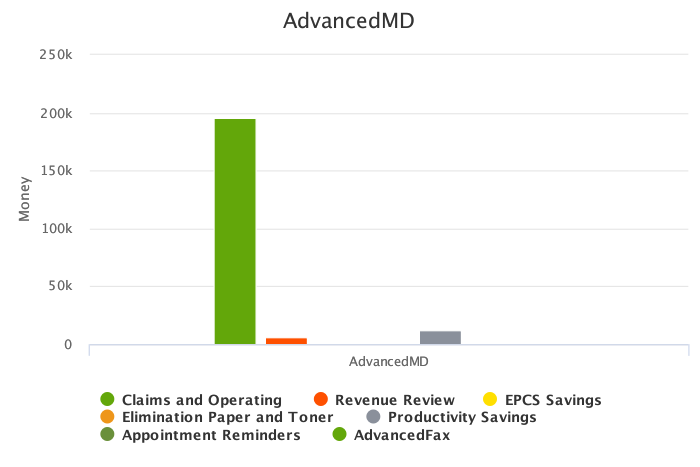 AdvancedMD
250k
200k
150k
100k
50k
0
Money
AdvancedMD
Claims and Operating Revenue Review EPCS Savings
Elimination Paper and Toner Productivity Savings
Appointment Reminders AdvancedFax